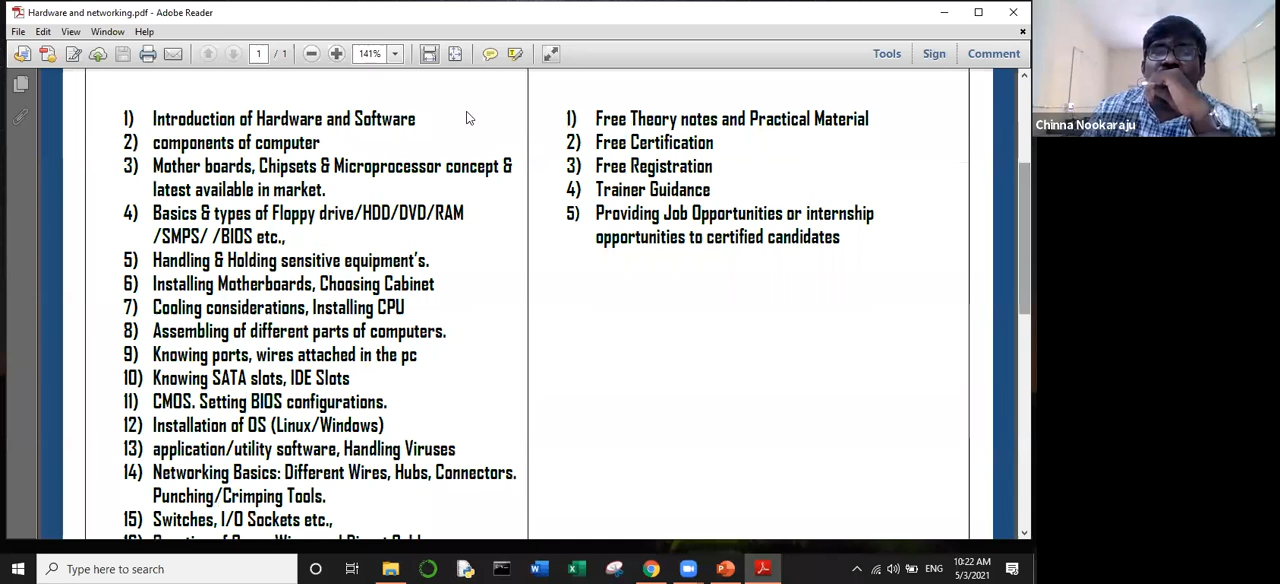 Hardware and networking.pdf - Adobe Reader
File Edit View Window Help
1 / 1 141% Tools Sign Comment
1) Introduction of Hardware and Software
2) components of computer
3) Mother boards, Chipsets & Microprocessor concept &
latest available in market.
4) Basics & types of Floppy drive/HDD/DVD/RAM
/SMPS/ /BIOS etc.,
5) Handling & Holding sensitive equipment's.
6) Installing Motherboards, Choosing Cabinet
7) Cooling considerations, Installing CPU
8) Assembling of different parts of computers.
9) Knowing ports, wires attached in the pc
10) Knowing SATA slots, IDE Slots
11) CMOS. Setting BIOS configurations.
12) Installation of OS (Linux/Windows)
13) application/utility software, Handling Viruses
14) Networking Basics: Different Wires, Hubs, Connectors.
Punching/Crimping Tools.
15) Switches, I/O Sockets etc.,
1) Free Theory notes and Practical Material
2) Free Certification
3) Free Registration
4) Trainer Guidance
5) Providing Job Opportunities or internship
opportunities to certified candidates
Chinna Nookaraju
Type here to search
ENG
10:22 AM
5/3/2021